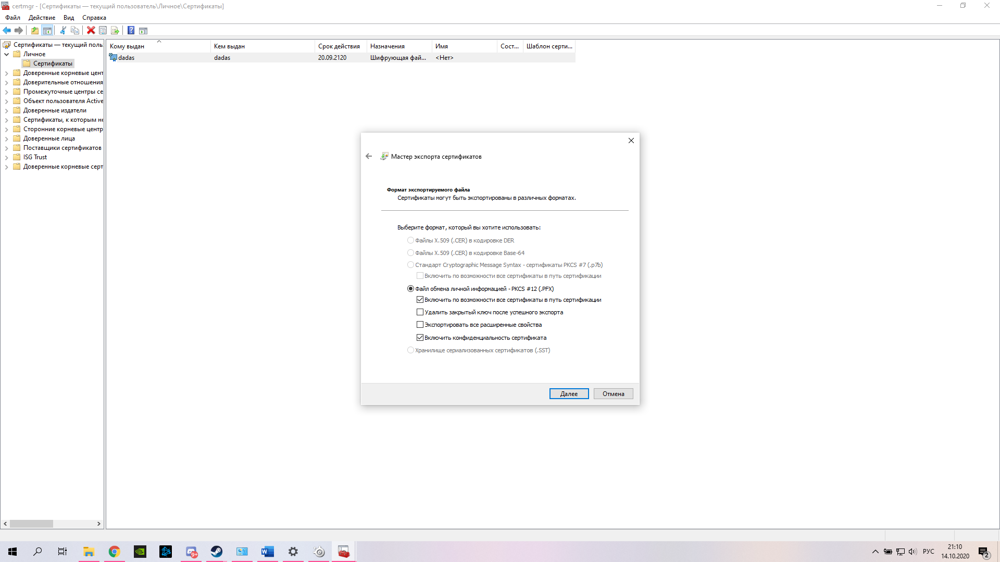 certmgr - [Сертификаты — текущий пользователь\Личное\Сертификаты]
Файл Действие Вид Справка
Сертификаты — текущий поль
Личное
Сертификаты
Доверенные корневые цент
Доверительные отношения
Промежуточные центры се
Объект пользователя Active
Доверенные издатели
Сертификаты, к которым не
Сторонние корневые центр
Доверенные лица
Поставщики сертификатов
ISG Trust
Доверенные корневые серт
Кому выдан Кем выдан Срок действия Назначения Имя Сост... Шаблон серти...
dadas dadas 20.09.2120 Шифрующая фай... <Нет>
Мастер экспорта сертификатов
Формат экспортируемого файла
Сертификаты могут быть экспортированы в различных форматах.
Выберите формат, который вы хотите использовать:
Файлы X.509 (.CER) в кодировке DER
Файлы X.509 (.CER) в кодировке Base-64
Стандарт Cryptographic Message Syntax - сертификаты PKCS #7 (.p7b)
Включить по возможности все сертификаты в путь сертификации
Файл обмена личной информацией - PKCS #12 (.PFX)
Включить по возможности все сертификаты в путь сертификации
Удалить закрытый ключ после успешного экспорта
Экспортировать все расширенные свойства
Включить конфиденциальность сертификата
Хранилище сериализованных сертификатов (.SST)
Далее Отмена
9+
РУС
21:10
14.10.2020
2